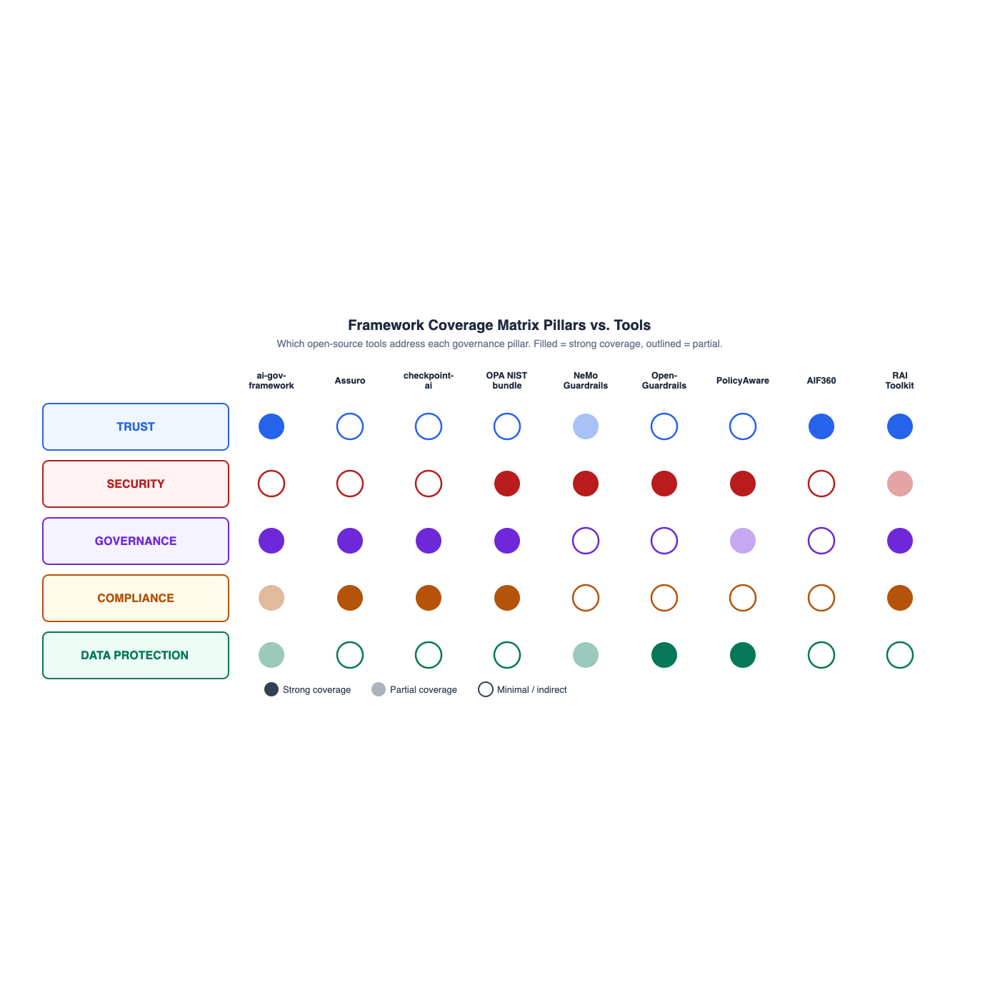 Framework Coverage Matrix Pillars vs. Tools
Which open-source tools address each governance pillar. Filled = strong coverage, outlined = partial.
ai-gov-
framework
Assuro
checkpoint-
ai
OPA NIST
bundle
NeMo
Guardrails
Open-
Guardrails
PolicyAware
AIF360
RAI
Toolkit
TRUST
SECURITY
GOVERNANCE
COMPLIANCE
DATA PROTECTION
Strong coverage
Partial coverage
Minimal / indirect